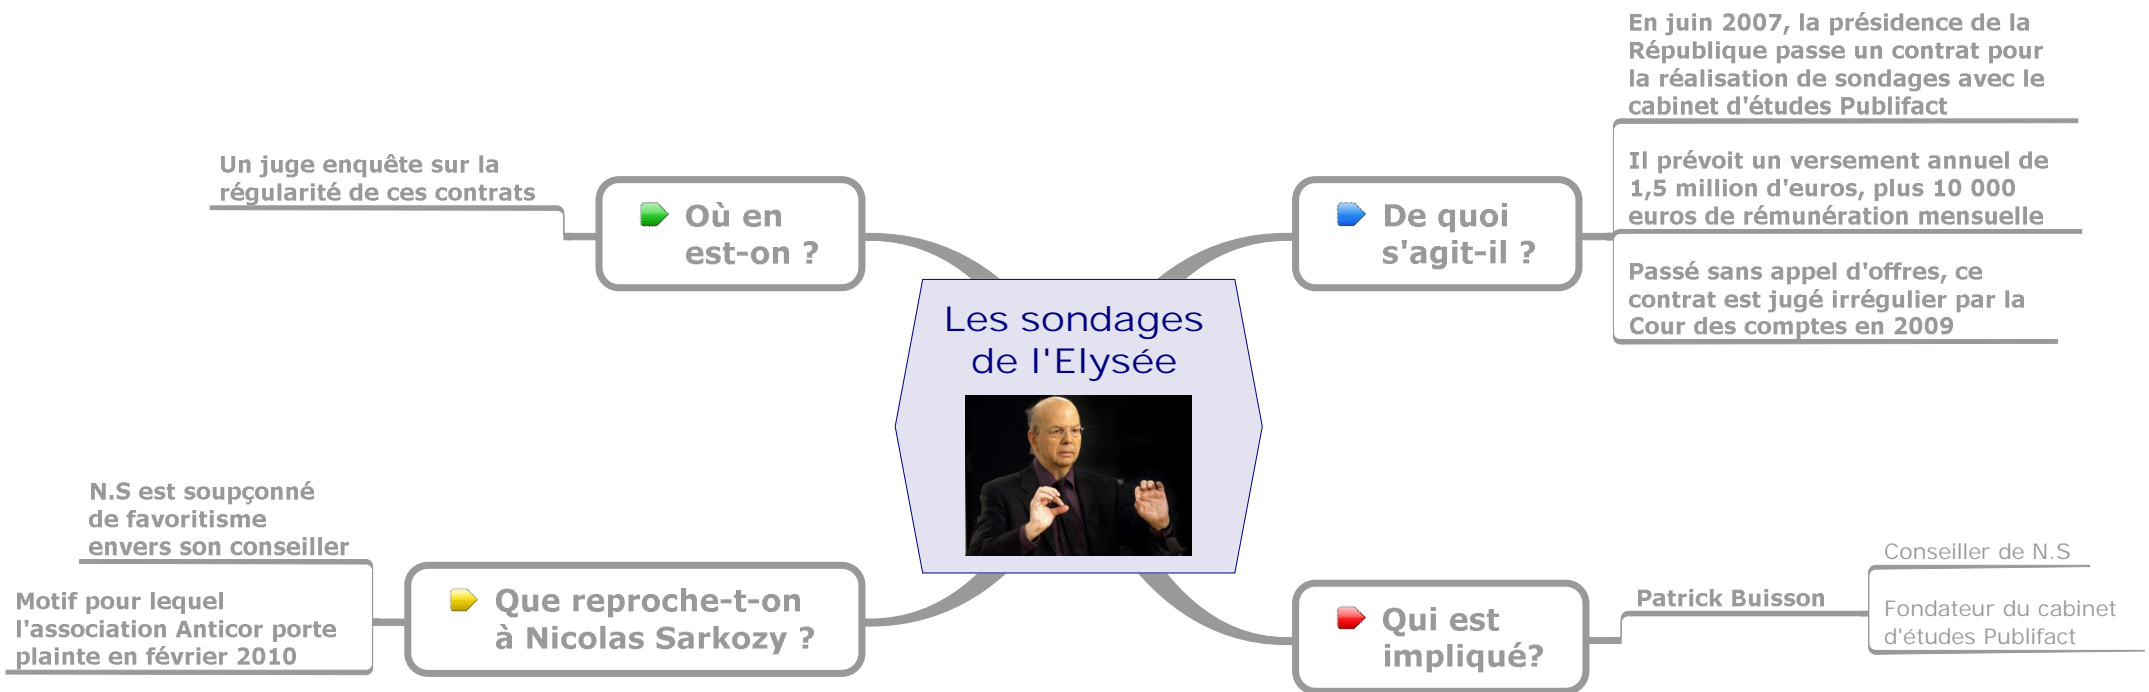 Les sondages
de l'Elysée
De quoi
s'agit-il ?
En juin 2007, la présidence de la
République passe un contrat pour
la réalisation de sondages avec le
cabinet d'études Publifact
Il prévoit un versement annuel de
1,5 million d'euros, plus 10 000
euros de rémunération mensuelle
Passé sans appel d'offres, ce
contrat est jugé irrégulier par la
Cour des comptes en 2009
Qui est
impliqué?
Patrick Buisson
Conseiller de N.S
Fondateur du cabinet
d'études Publifact
Que reproche-t-on
à Nicolas Sarkozy ?
N.S est soupçonné
de favoritisme
envers son conseiller
Motif pour lequel
l'association Anticor porte
plainte en février 2010
Où en
est-on ?
Un juge enquête sur la
régularité de ces contrats